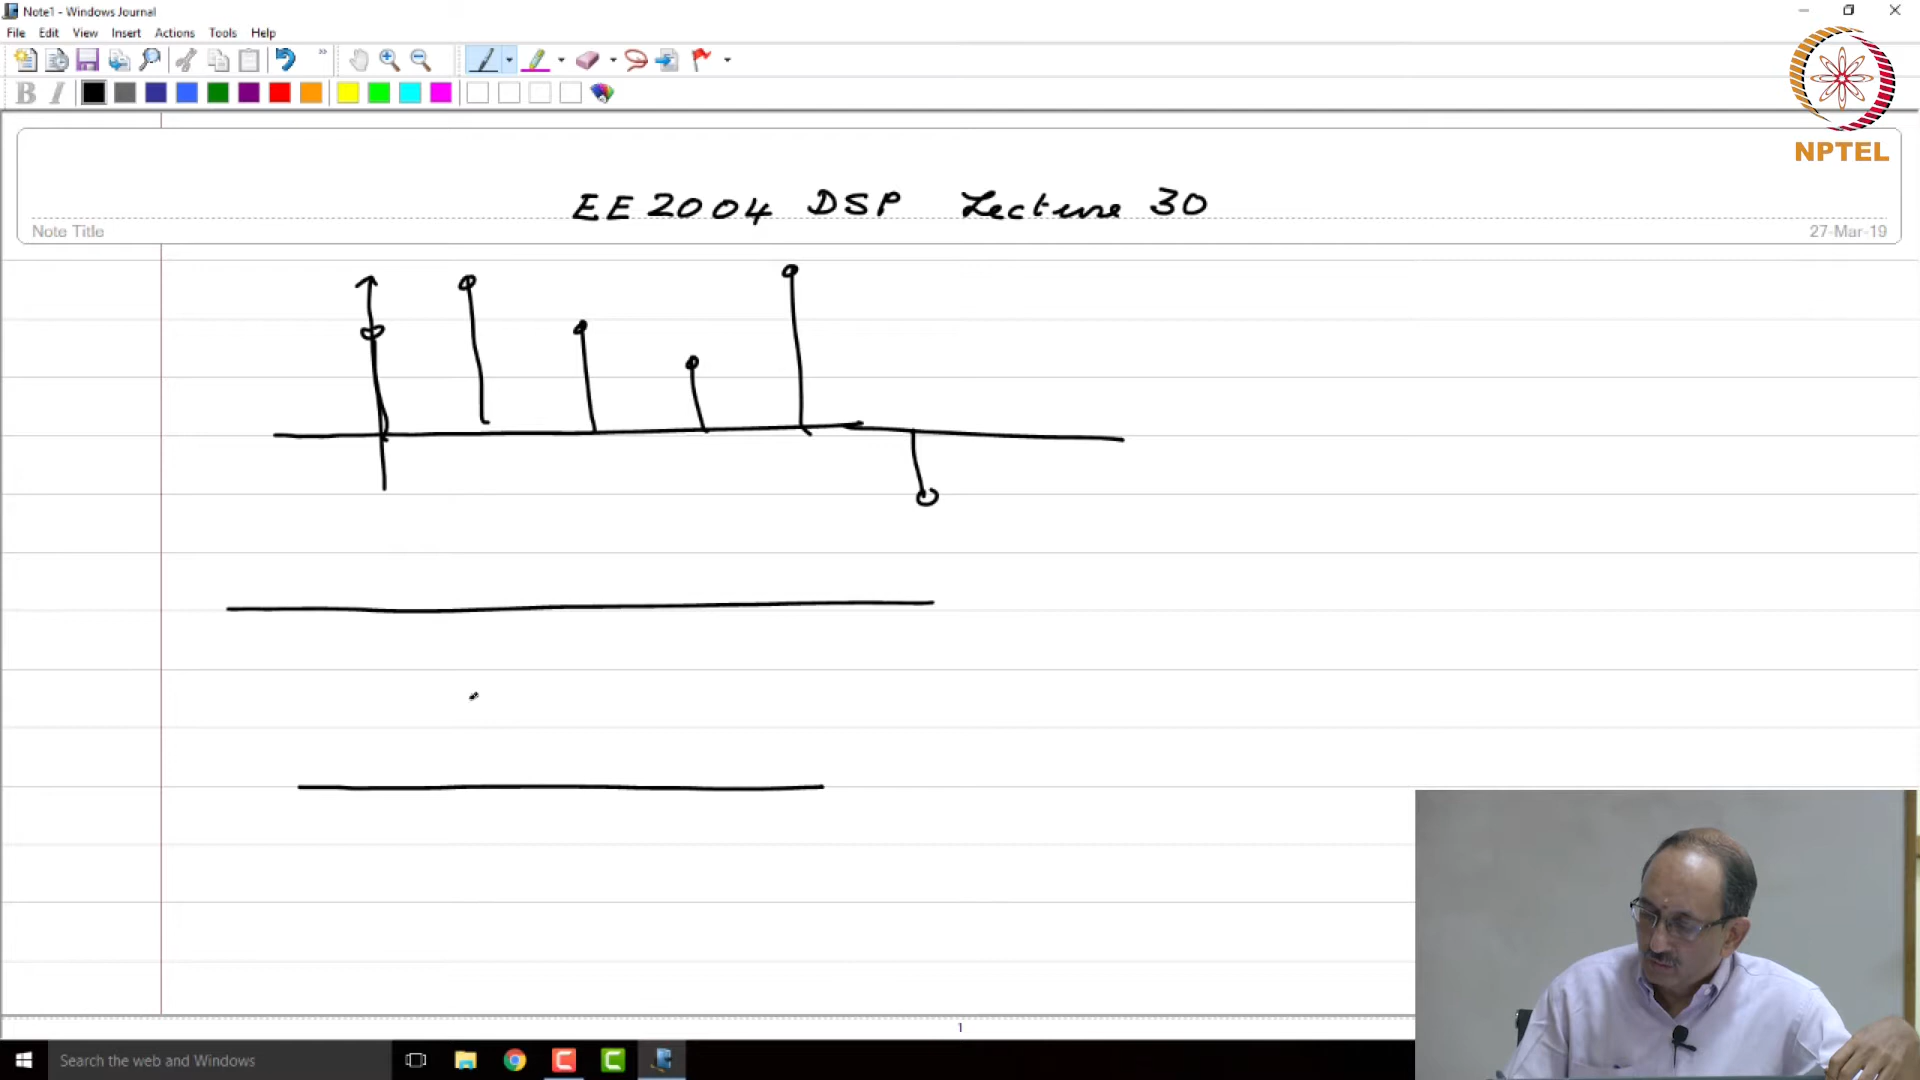 Note1 - Windows Journal
File Edit View Insert Actions Tools Help
B I
NPTEL
EE2004 DSP Lecture 30
Note Title
27-Mar-19
1
Search the web and Windows